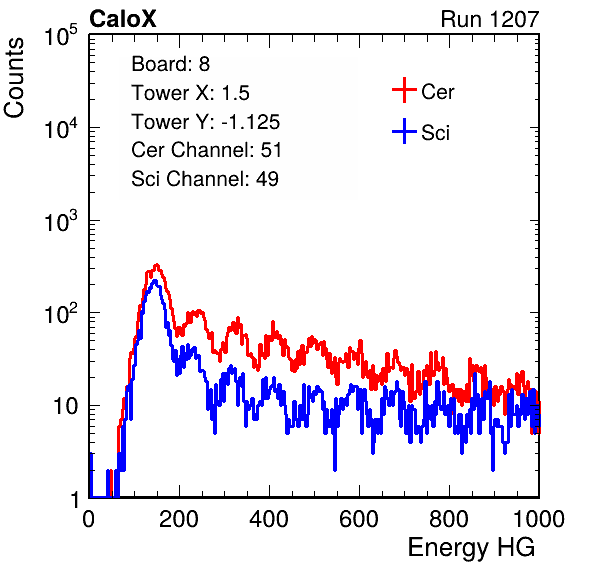 CaloX Run 1207
Counts
10^5
10^4
10^3
10^2
10
1
Board: 8
Tower X: 1.5
Tower Y: -1.125
Cer Channel: 51
Sci Channel: 49
Cer
Sci
0 200 400 600 800 1000
Energy HG